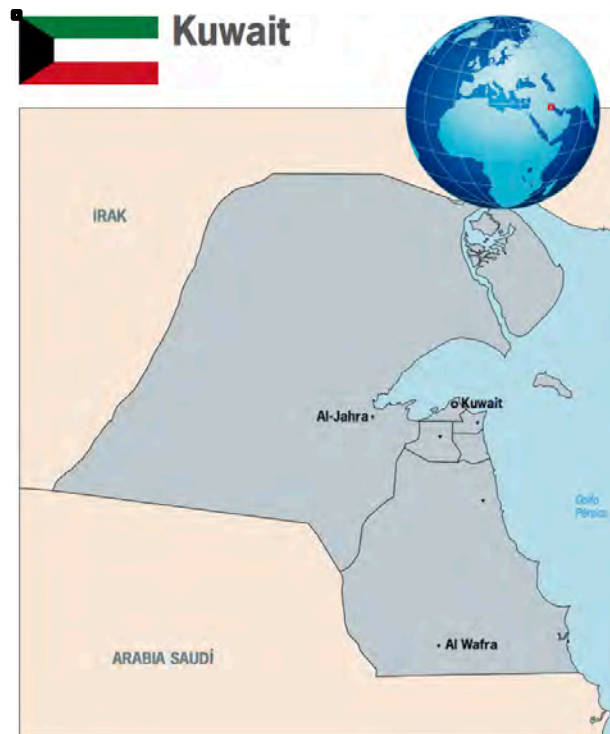 Kuwait
IRAK
Kuwait
Al-Jahra
Golfo
Pérsico
Al Wafra
ARABIA SAUDÍ